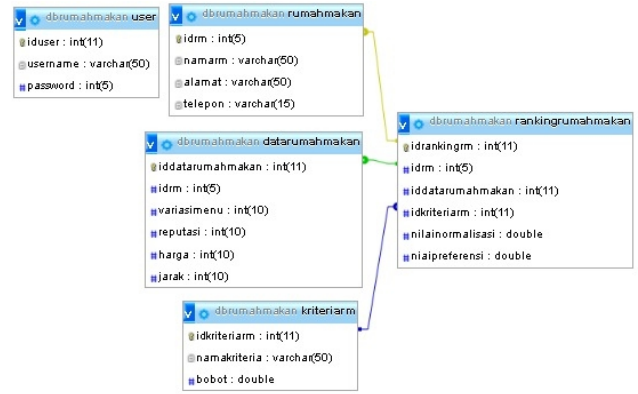 dbrumahmakan user
iduser : int(11)
username : varchar(50)
password : int(5)
dbrumahmakan rumahmakan
idrm : int(5)
namarm : varchar(50)
alamat : varchar(50)
telepon : varchar(15)
dbrumahmakan datarumahmakan
iddatarumahmakan : int(11)
idrm : int(5)
variasimenu : int(10)
reputasi : int(10)
harga : int(10)
jarak : int(10)
dbrumahmakan rankingrumahmakan
idrankingrm : int(11)
idrm : int(5)
iddatarumahmakan : int(11)
idkriteriarm : int(11)
nilainormalisasi : double
niaipreferensi : double
dbrumahmakan kriteriarm
idkriteriarm : int(11)
namakriteria : varchar(50)
bobot : double